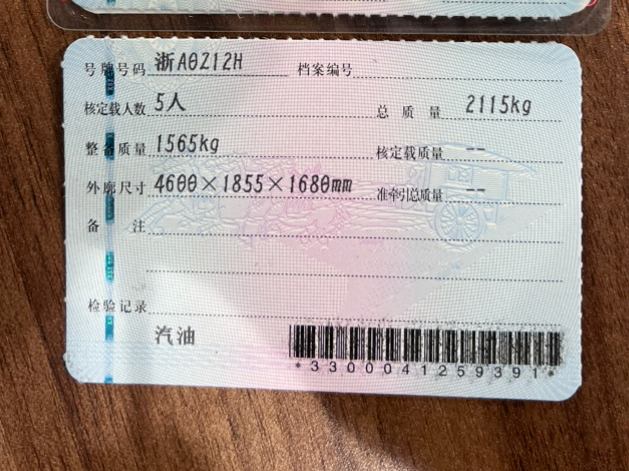 号牌号码 浙A0Z12H 档案编号
核定载人数 5人 总质量 2115kg
整备质量 1565kg 核定载质量 --
外廓尺寸 4600×1855×1680mm 准牵引总质量 --
备注
检验记录
汽油
*3300041259391*